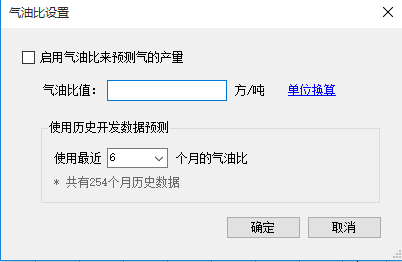 气油比设置
启用气油比来预测气的产量
气油比值： 方/吨 单位换算
使用历史开发数据预测
使用最近 6 个月的气油比
* 共有254个月历史数据
确定 取消